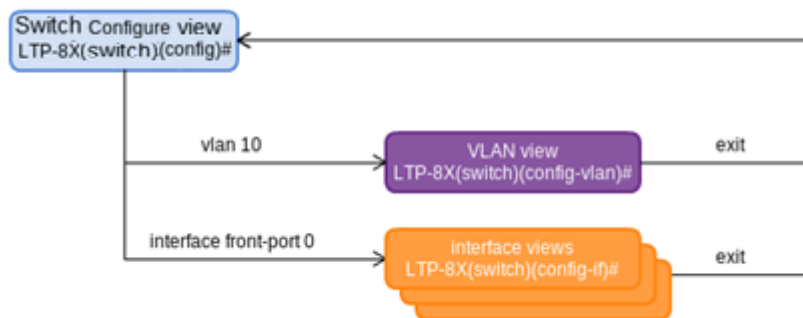 Switch Configure view
LTP-8X(switch)(config)#
vlan 10
VLAN view
LTP-8X(switch)(config-vlan)#
exit
interface front-port 0
interface views
LTP-8X(switch)(config-if)#
exit